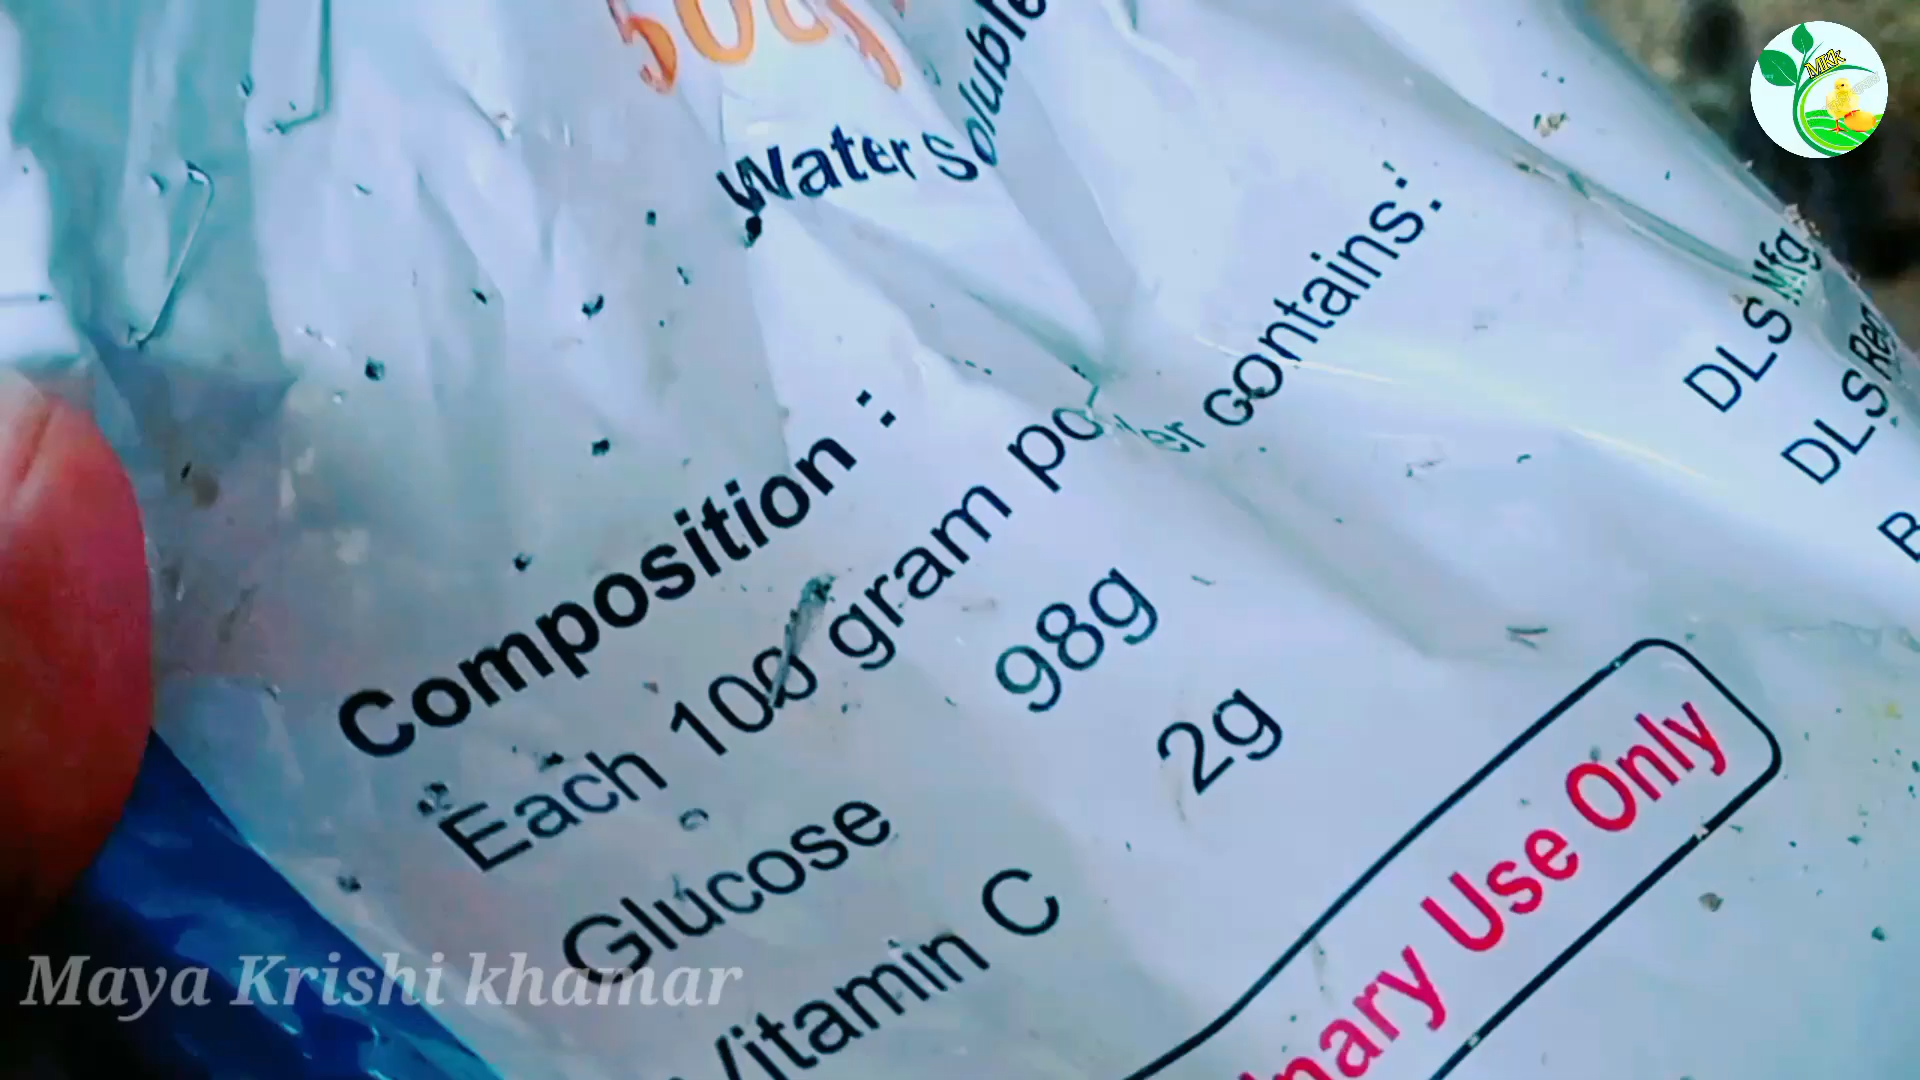 MKK
Water Soluble
Composition :
Each 100 gram powder contains:
Glucose 98g
Vitamin C 2g
Use Only
DLS Mfg
DLS Reg
Maya Krishi khamar